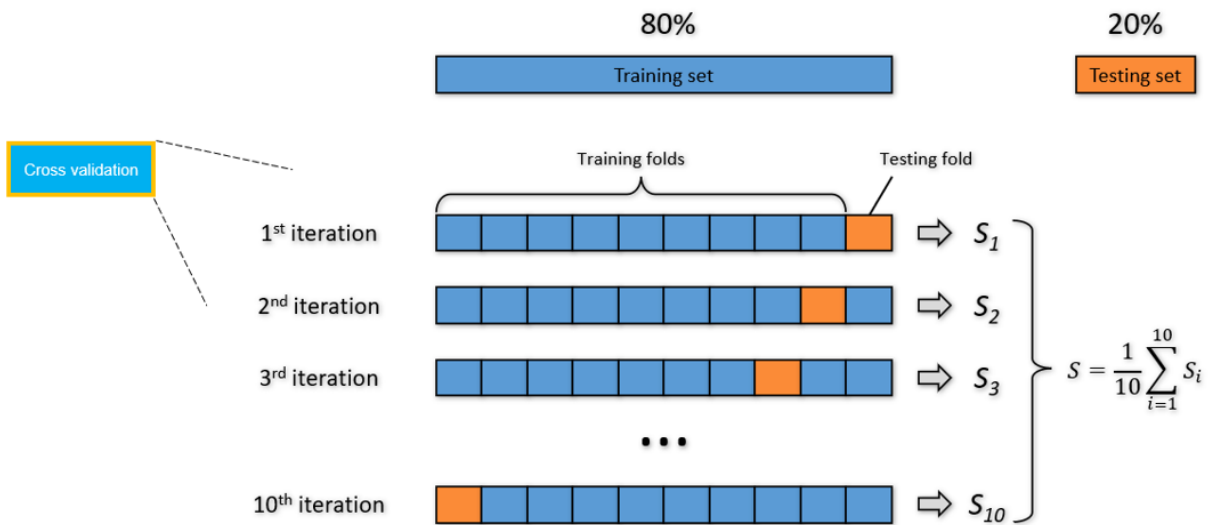 80% 20%
Training set Testing set
Cross validation
Training folds Testing fold
1st iteration S1
2nd iteration S2
3rd iteration S3
S = 1/10 ∑ i=1 10 Si
...
10th iteration S10